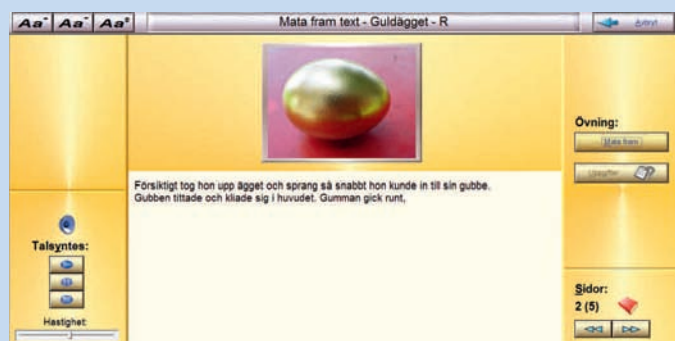 Aa- Aa- Aa+
Mata fram text - Guldägget - R
Avbryt
Försiktigt tog hon upp ägget och sprang så snabbt hon kunde in till sin gubbe.
Gubben tittade och kliade sig i huvudet. Gumman gick runt,
Talsyntes:
Hastighet:
Övning:
Mata fram
Uppgifter
Sidor:
2 (5)